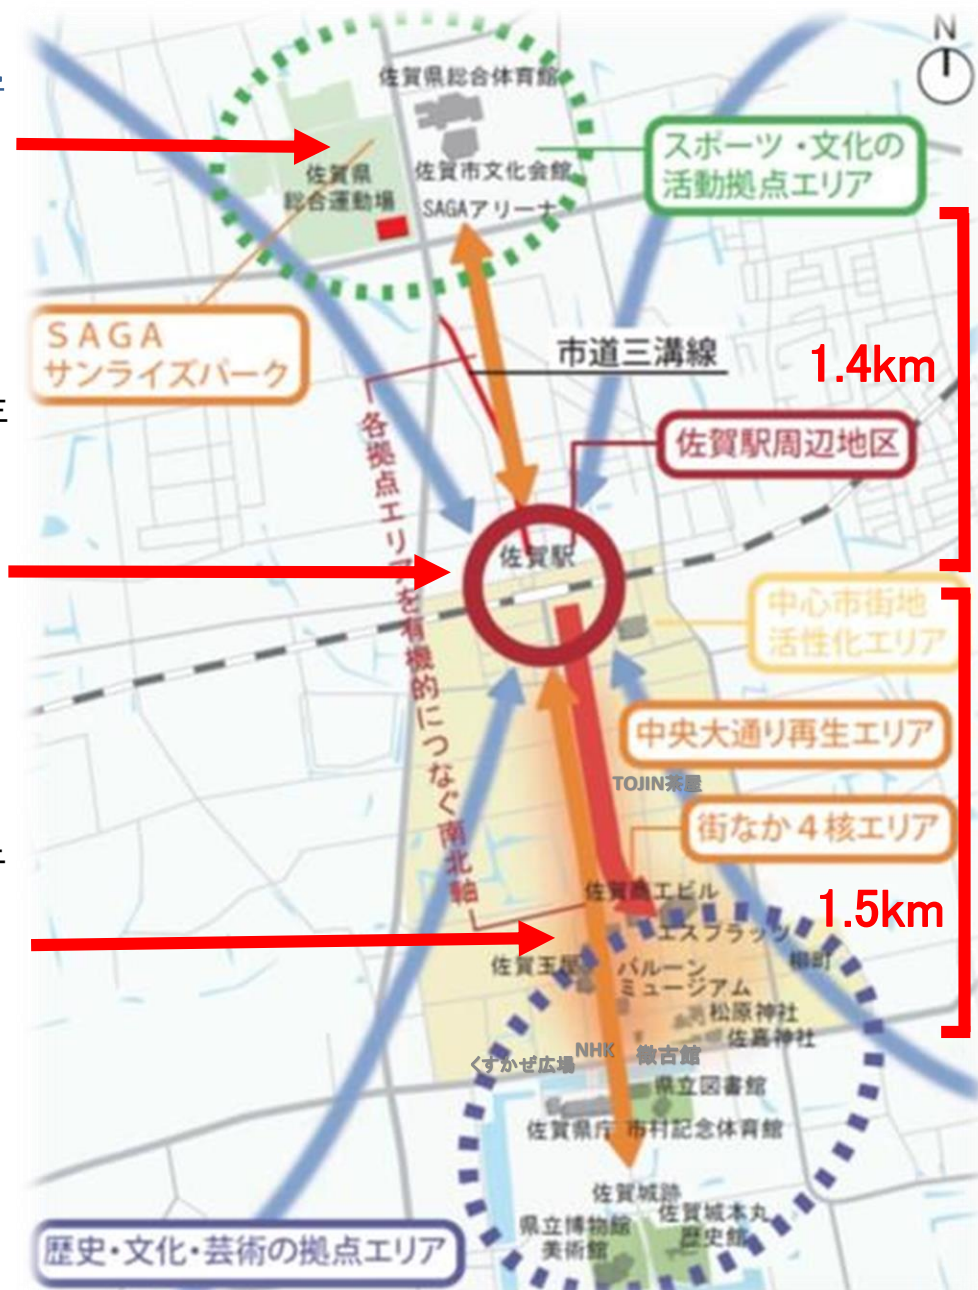 N
佐賀県総合体育館
スポーツ・文化の
活動拠点エリア
佐賀県
総合運動場
佐賀市文化会館
SAGAアリーナ
SAGA
サンライズパーク
市道三溝線
1.4km
佐賀駅周辺地区
各拠点エリアを有機的につなぐ南北軸
佐賀駅
中心市街地
活性化エリア
中央大通り再生エリア
TOJIN茶屋
街なか4核エリア
佐賀商工ビル
1.5km
エスプラッツ
柳町
佐賀玉屋
バルーン
ミュージアム
松原神社
佐嘉神社
NHK
徴古館
くすかぜ広場
県立図書館
佐賀県庁
市村記念体育館
佐賀城跡
県立博物館
美術館
佐賀城本丸
歴史館
歴史・文化・芸術の拠点エリア